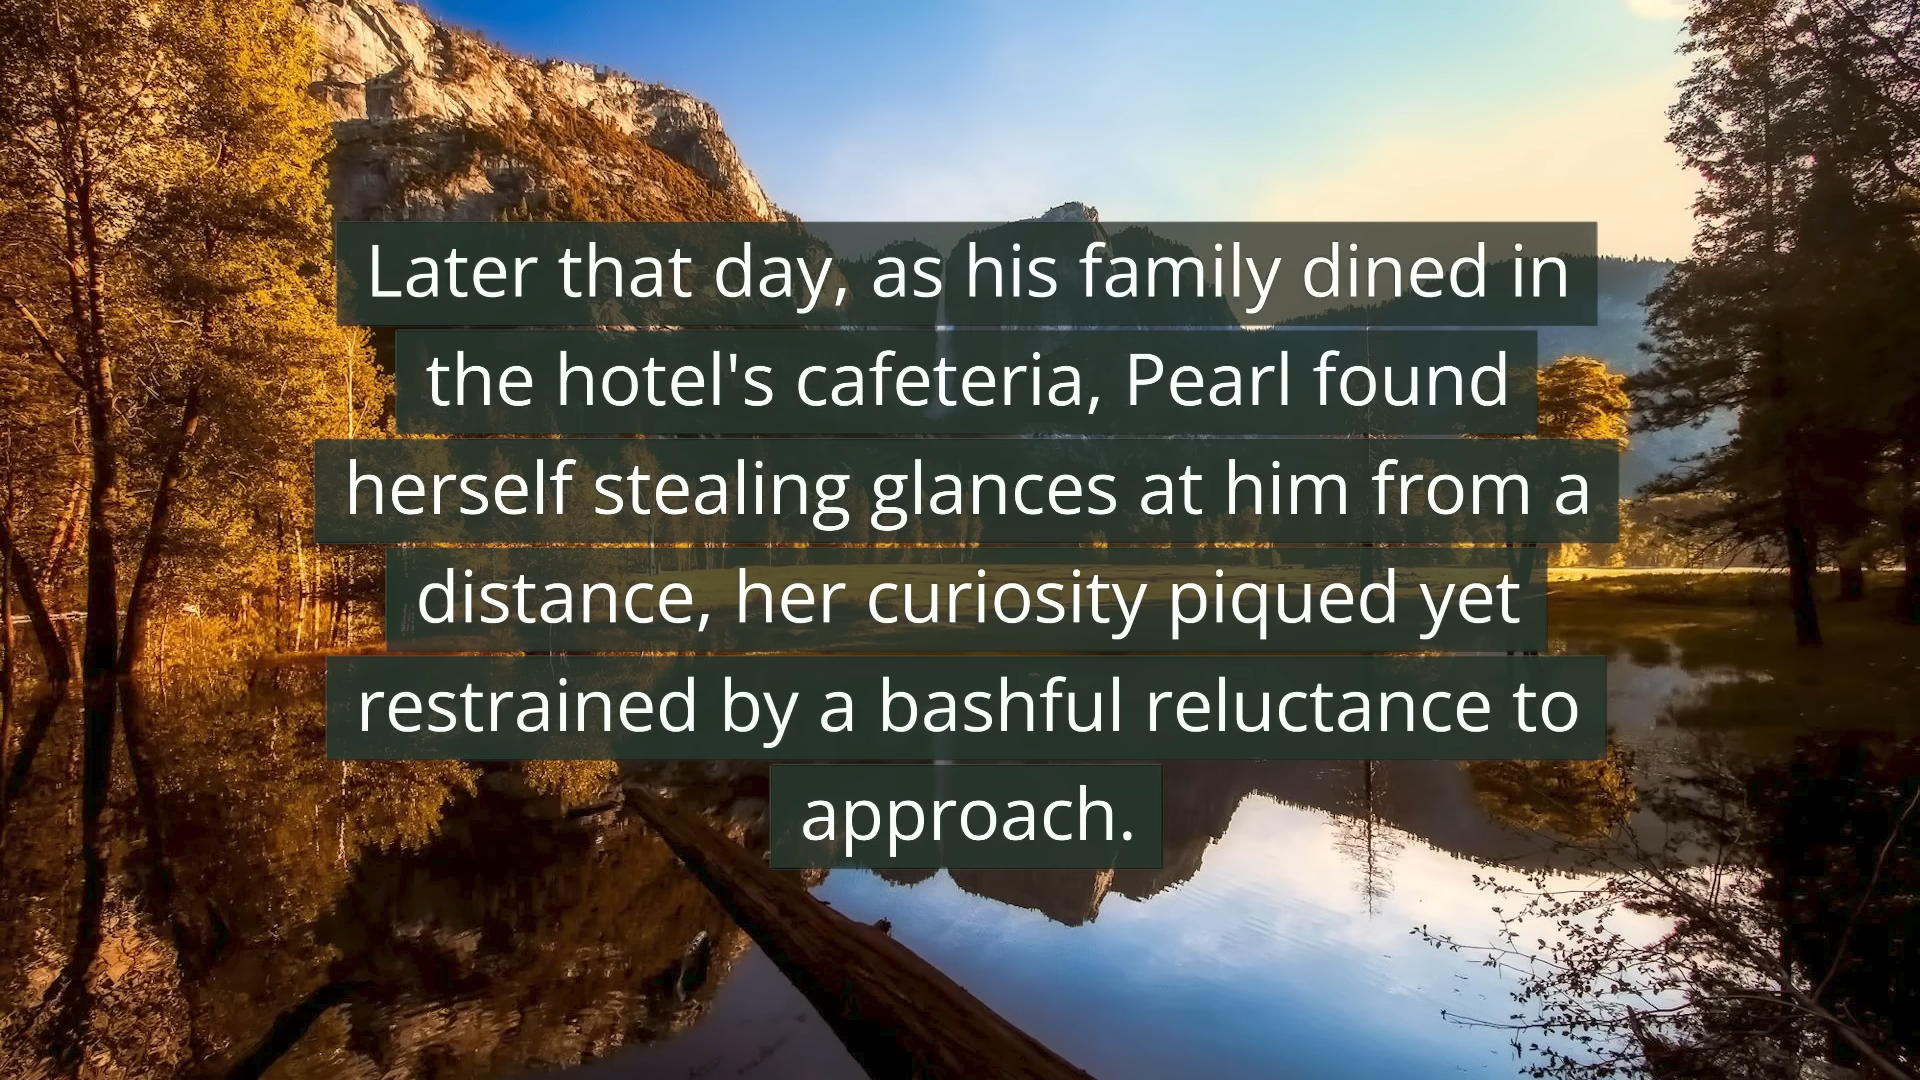 Later that day, as his family dined in
the hotel's cafeteria, Pearl found
herself stealing glances at him from a
distance, her curiosity piqued yet
restrained by a bashful reluctance to
approach.